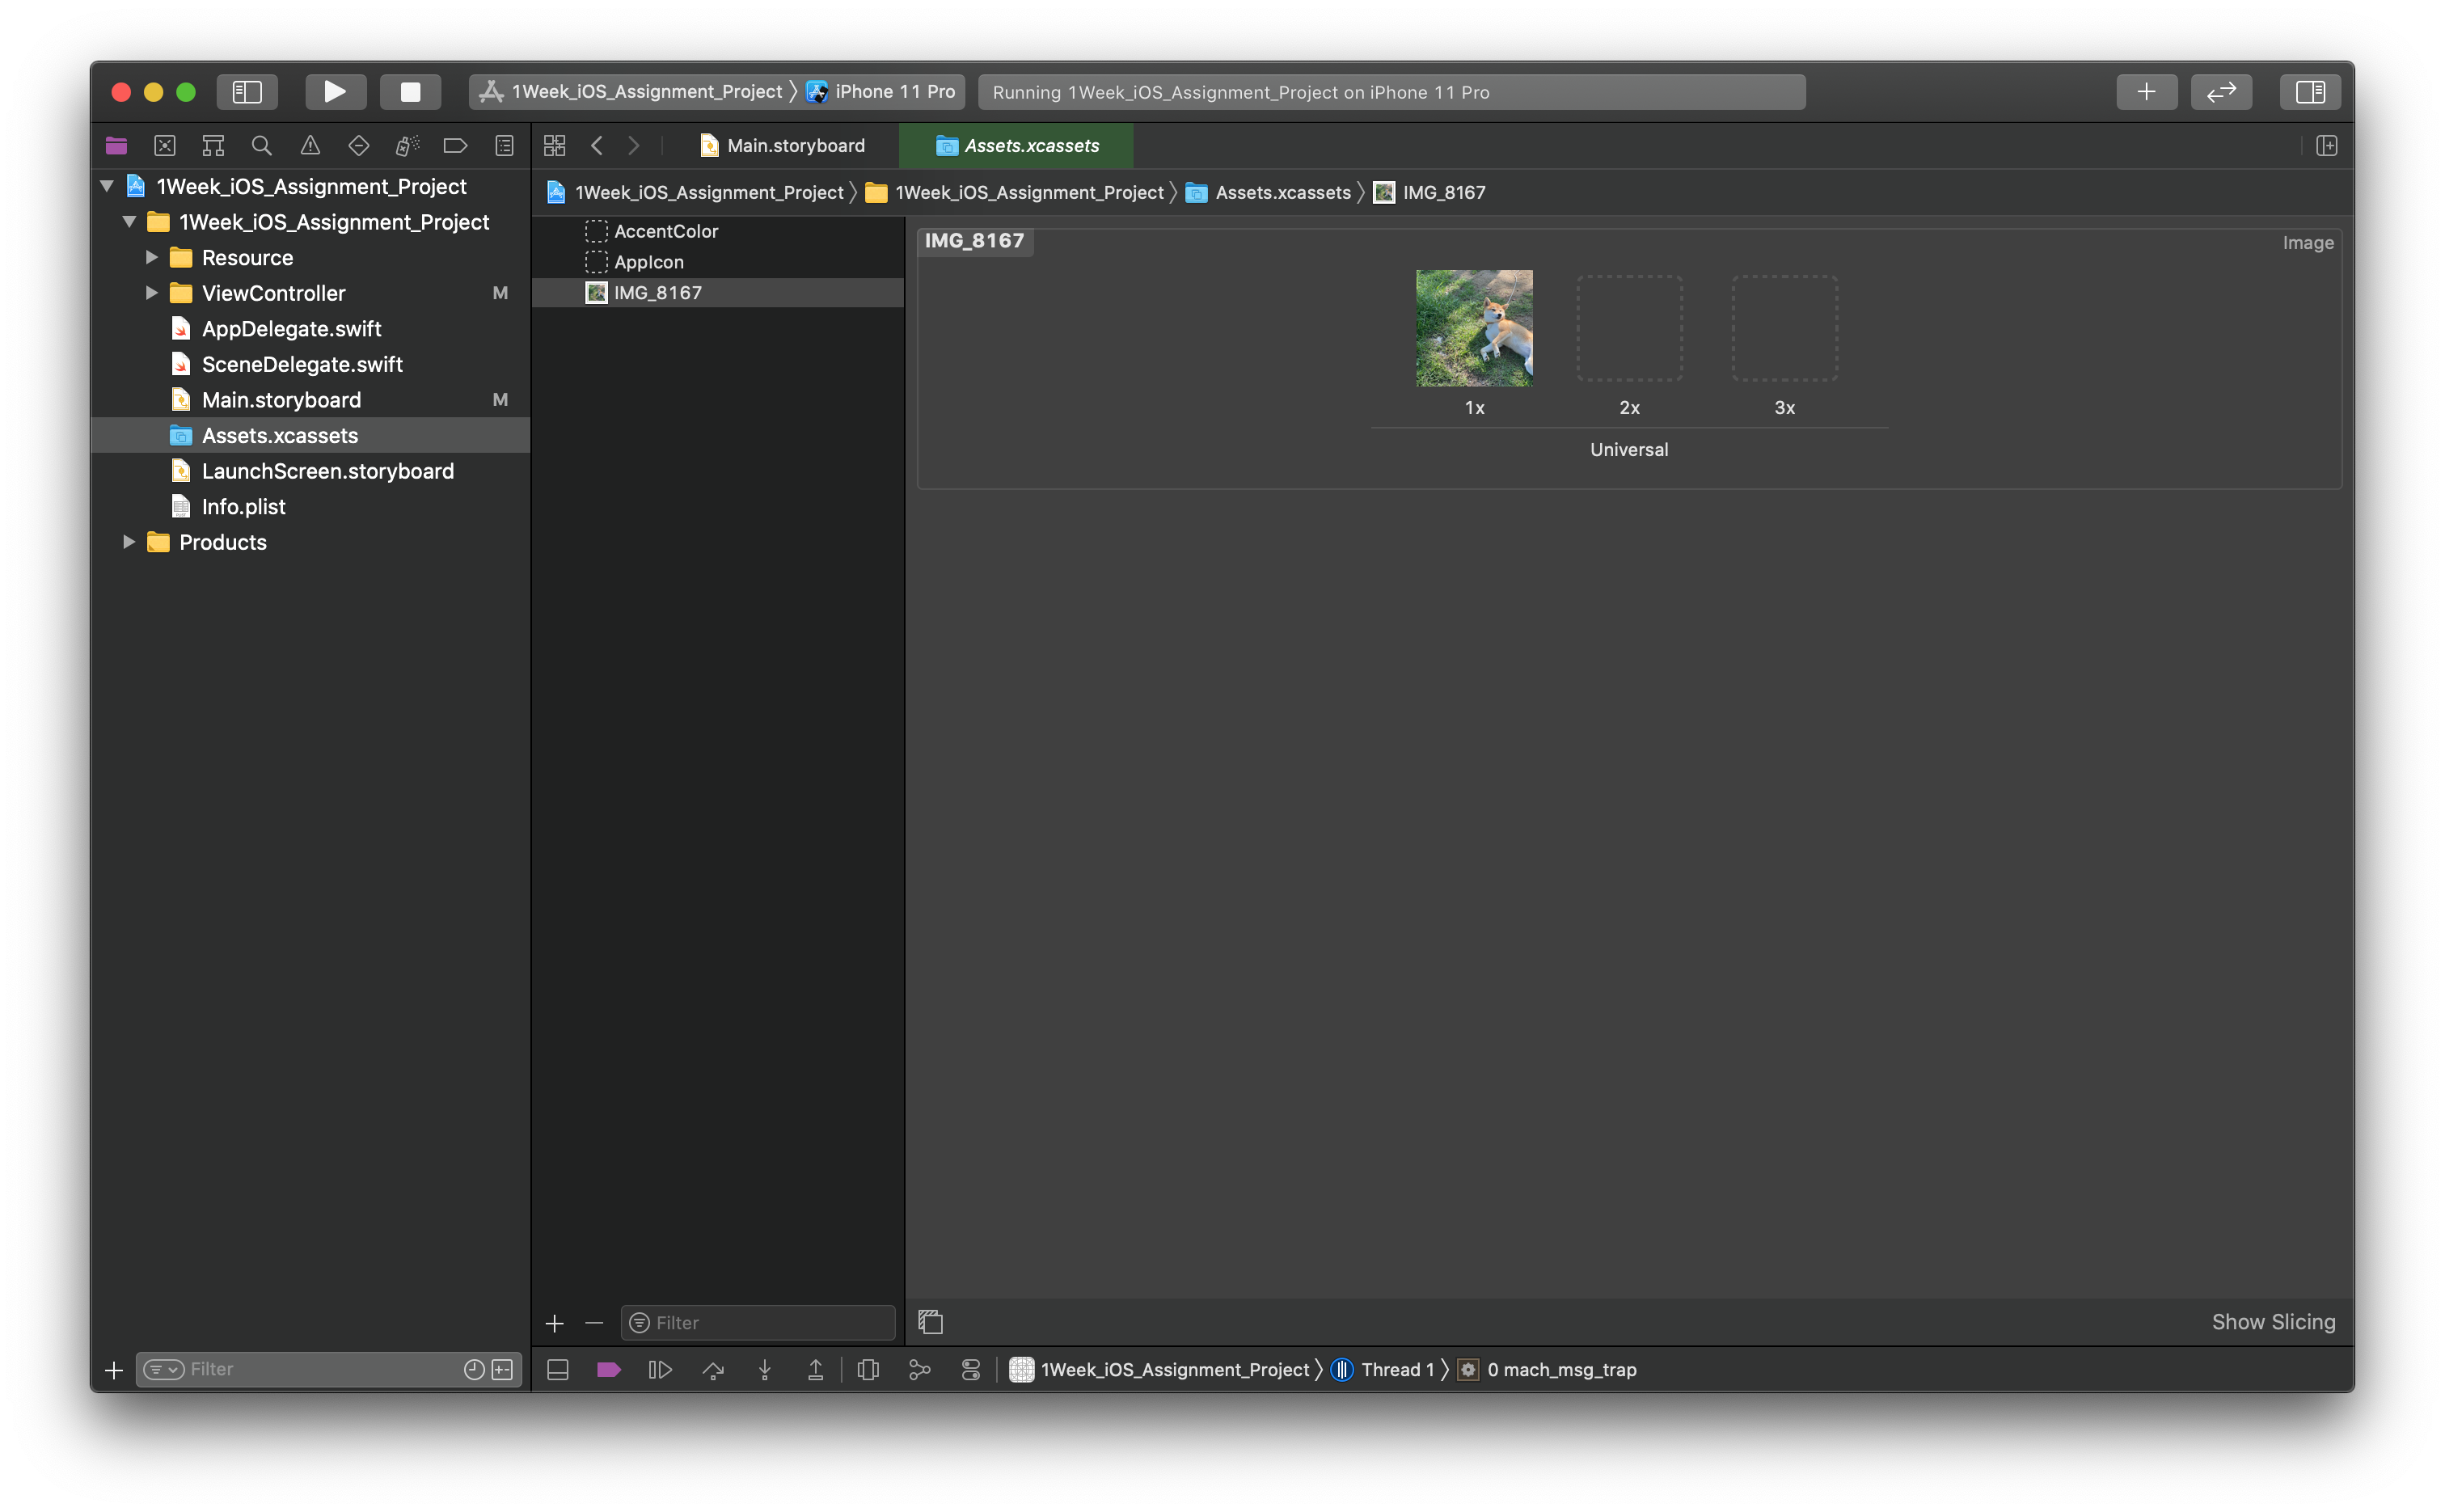 1Week_iOS_Assignment_Project iPhone 11 Pro Running 1Week_iOS_Assignment_Project on iPhone 11 Pro
Main.storyboard Assets.xcassets
1Week_iOS_Assignment_Project 1Week_iOS_Assignment_Project Assets.xcassets IMG_8167
1Week_iOS_Assignment_Project
1Week_iOS_Assignment_Project
Resource
ViewController M
AppDelegate.swift
SceneDelegate.swift
Main.storyboard M
Assets.xcassets
LaunchScreen.storyboard
Info.plist
Products
Filter
AccentColor
AppIcon
IMG_8167
Filter
IMG_8167 Image
1x 2x 3x
Universal
Show Slicing
1Week_iOS_Assignment_Project Thread 1 0 mach_msg_trap